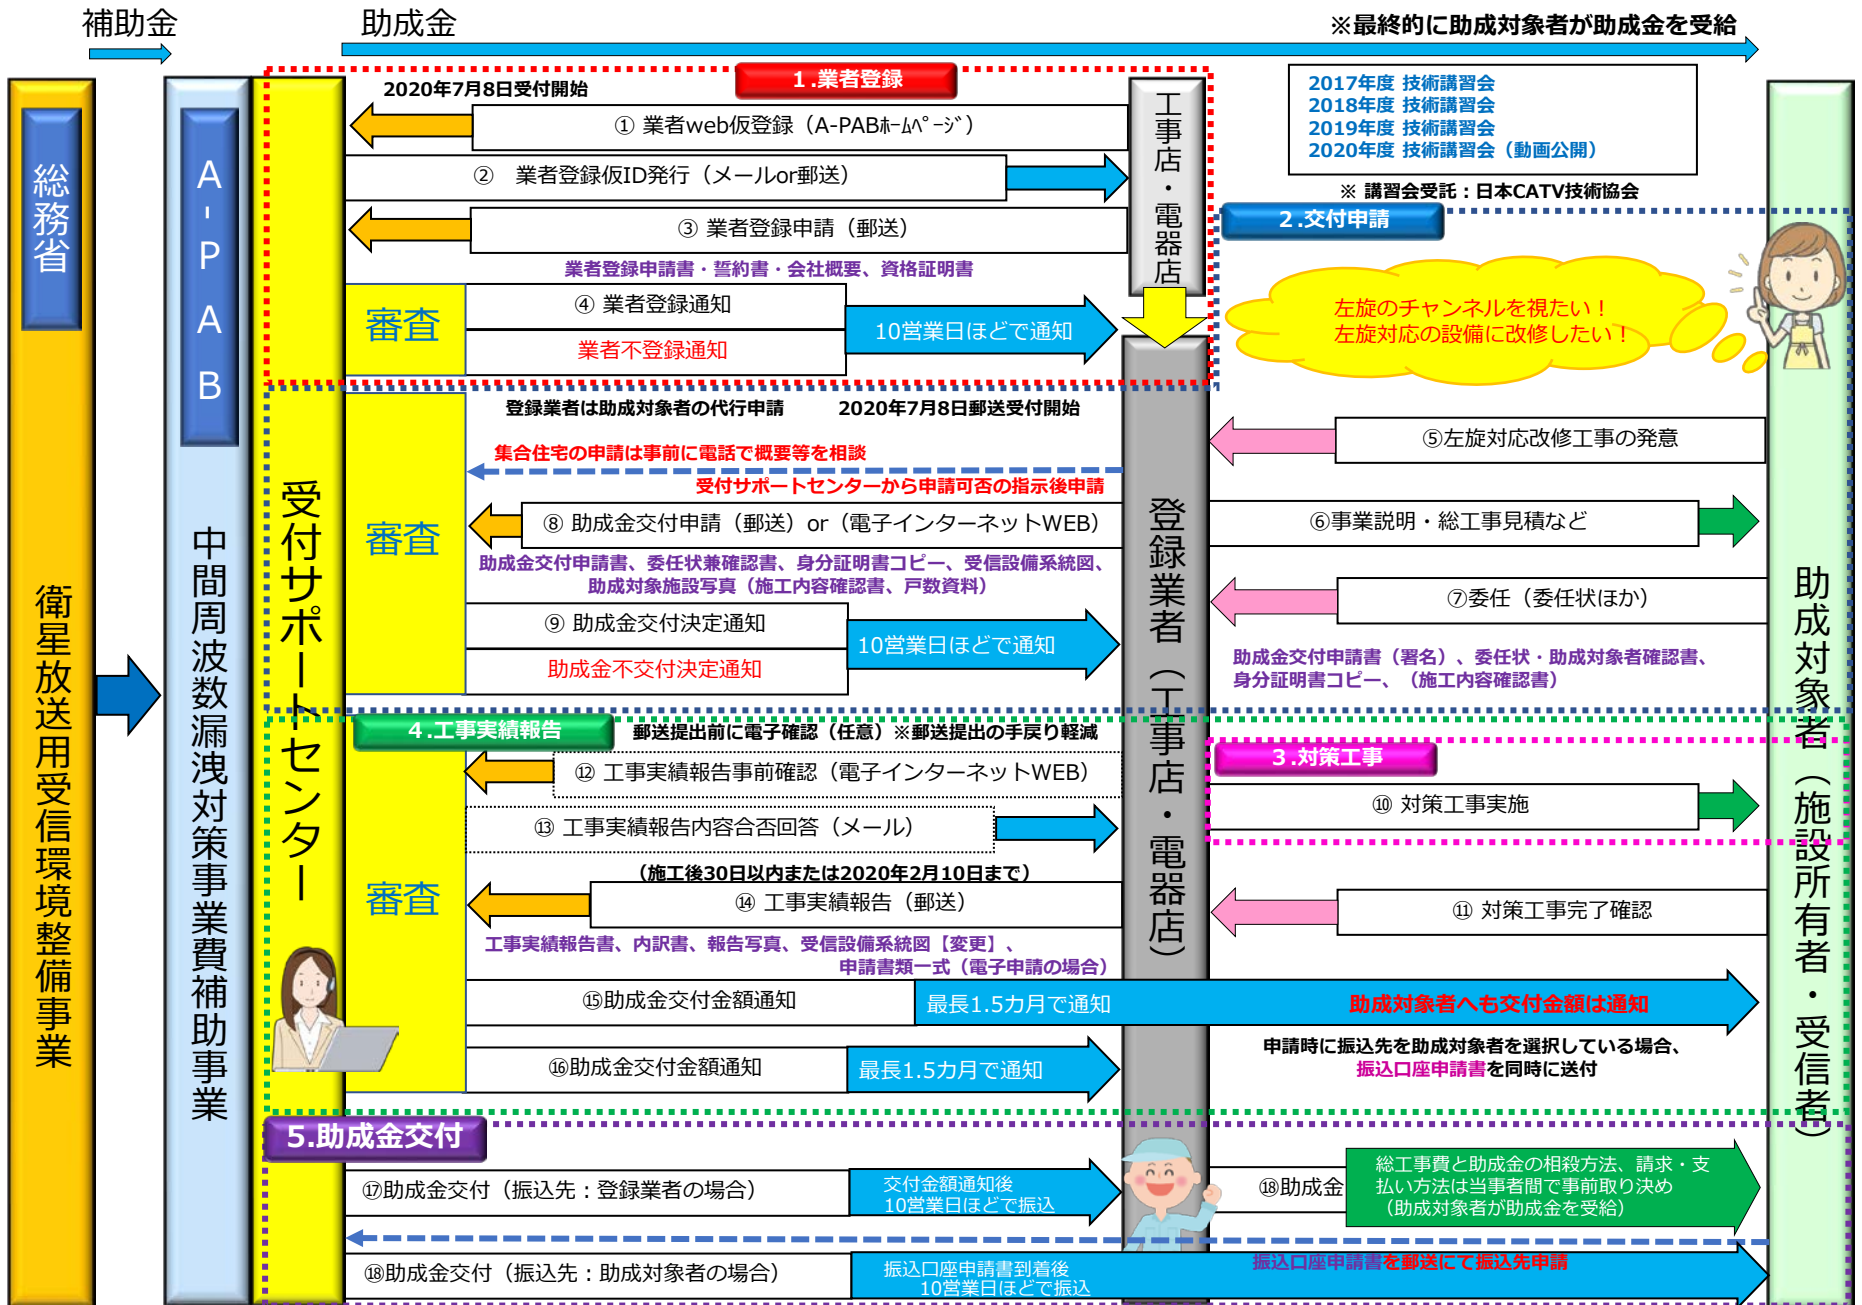 補助金
助成金
※最終的に助成対象者が助成金を受給
総務省
衛星放送用受信環境整備事業
A-PAB
中間周波数漏洩対策事業費補助事業
受付サポートセンター
1.業者登録
2020年7月8日受付開始
① 業者web仮登録（A-PABﾎｰﾑﾍﾟｰｼﾞ）
② 業者登録仮ID発行（メールor郵送）
③ 業者登録申請（郵送）
業者登録申請書・誓約書・会社概要、資格証明書
審査
④ 業者登録通知
業者不登録通知
10営業日ほどで通知
工事店・電器店
2017年度 技術講習会
2018年度 技術講習会
2019年度 技術講習会
2020年度 技術講習会（動画公開）
※ 講習会受託：日本CATV技術協会
2.交付申請
左旋のチャンネルを視たい！
左旋対応の設備に改修したい！
登録業者は助成対象者の代行申請
2020年7月8日郵送受付開始
集合住宅の申請は事前に電話で概要等を相談
受付サポートセンターから申請可否の指示後申請
審査
⑧ 助成金交付申請（郵送）or（電子インターネットWEB）
助成金交付申請書、委任状兼確認書、身分証明書コピー、受信設備系統図、
助成対象施設写真（施工内容確認書、戸数資料）
⑨ 助成金交付決定通知
助成金不交付決定通知
10営業日ほどで通知
登録業者（工事店・電器店）
⑤左旋対応改修工事の発意
⑥事業説明・総工事見積など
⑦委任（委任状ほか）
助成金交付申請書（署名）、委任状・助成対象者確認書、
身分証明書コピー、（施工内容確認書）
助成対象者（施設所有者・受信者）
4.工事実績報告
郵送提出前に電子確認（任意）※郵送提出の手戻り軽減
⑫ 工事実績報告事前確認（電子インターネットWEB）
⑬ 工事実績報告内容合否回答（メール）
（施工後30日以内または2020年2月10日まで）
審査
⑭ 工事実績報告（郵送）
工事実績報告書、内訳書、報告写真、受信設備系統図【変更】、
申請書類一式（電子申請の場合）
3.対策工事
⑩ 対策工事実施
⑪ 対策工事完了確認
⑮助成金交付金額通知
最長1.5カ月で通知
助成対象者へも交付金額は通知
⑯助成金交付金額通知
最長1.5カ月で通知
申請時に振込先を助成対象者を選択している場合、
振込口座申請書を同時に送付
5.助成金交付
⑰助成金交付（振込先：登録業者の場合）
交付金額通知後
10営業日ほどで振込
⑱助成金
総工事費と助成金の相殺方法、請求・支
払い方法は当事者間で事前取り決め
（助成対象者が助成金を受給）
⑱助成金交付（振込先：助成対象者の場合）
振込口座申請書到着後
10営業日ほどで振込
振込口座申請書を郵送にて振込先申請